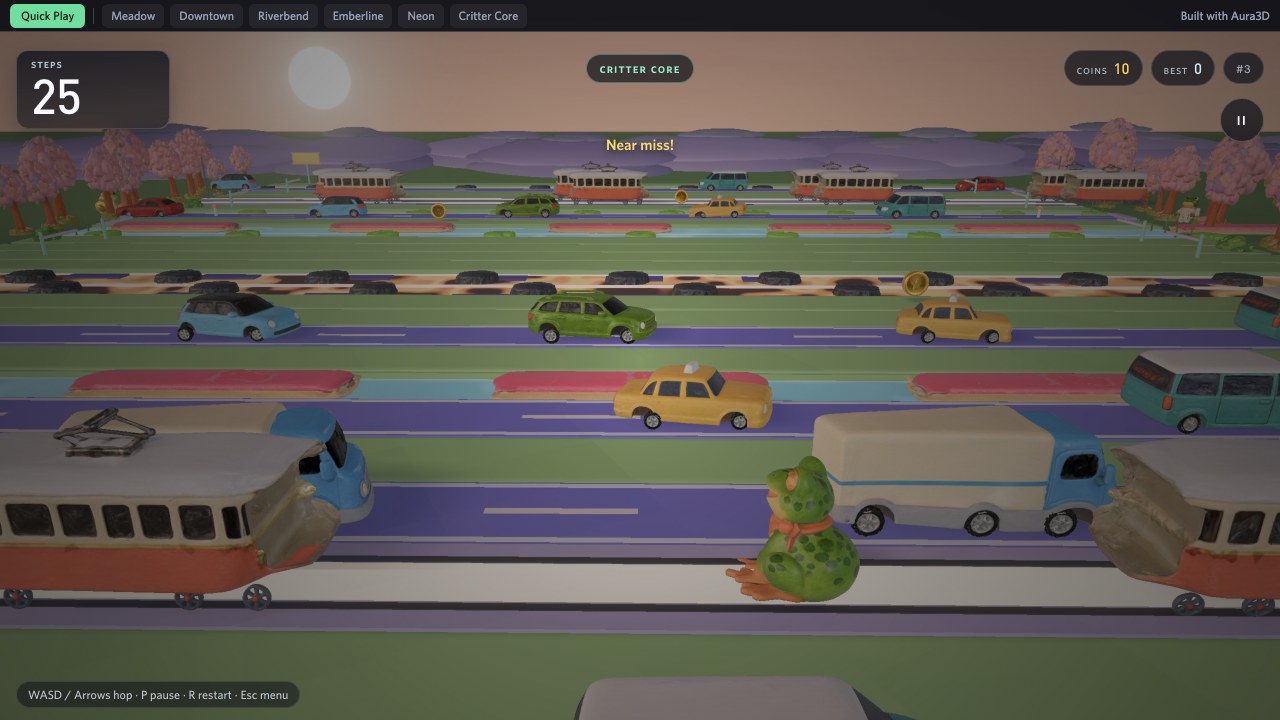 Quick Play
Meadow
Downtown
Riverbend
Emberline
Neon
Critter Core
Built with Aura3D
STEPS
25
CRITTER CORE
COINS 10
BEST 0
#3
Near miss!
WASD / Arrows hop · P pause · R restart · Esc menu